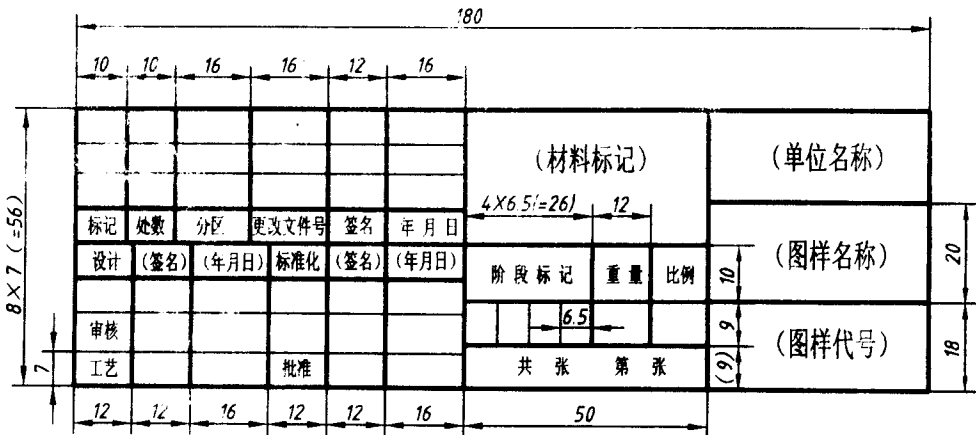 180
10 10 16 16 12 16
(材料标记) (单位名称)
4×6.5(=26) 12
标记 处数 分区 更改文件号 签名 年月日
8×7(=56)
设计 (签名) (年月日) 标准化 (签名) (年月日)
阶段标记 重量 比例 10 (图样名称) 20
6.5 9
审核
(图样代号) 18
7 工艺 批准
共 张 第 张 (9)
12 12 16 12 12 16 50